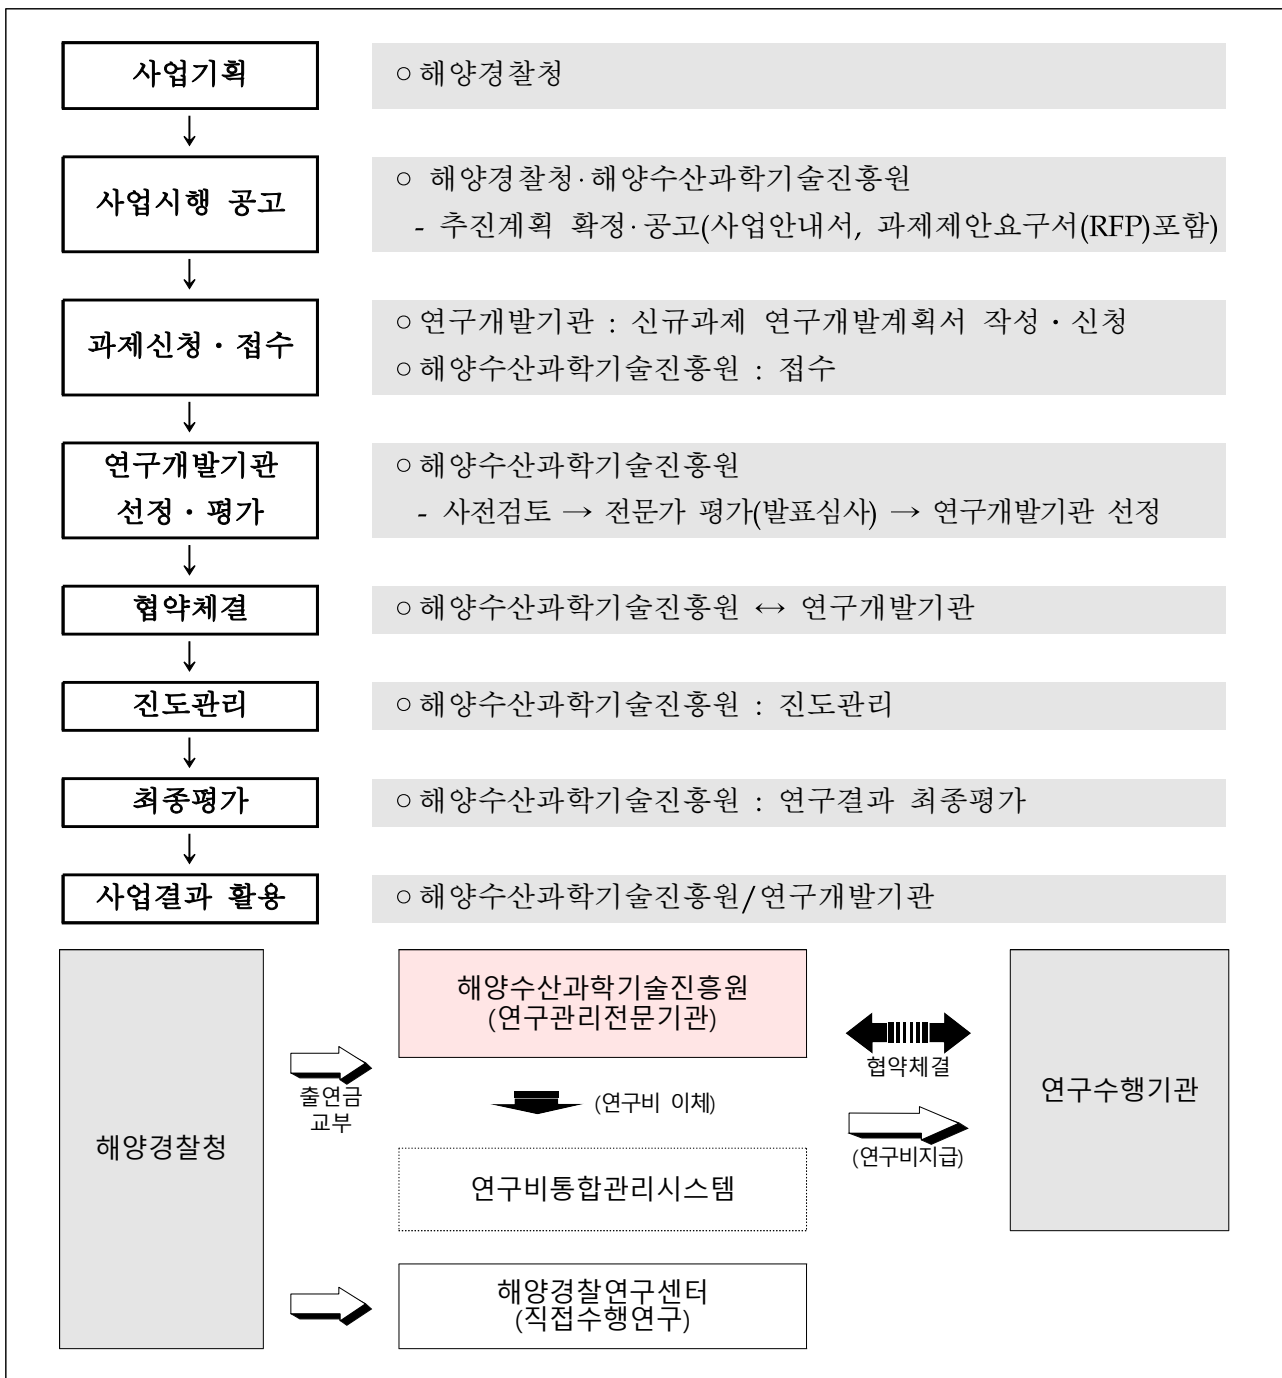 사업기획
○ 해양경찰청
↓
사업시행 공고
○ 해양경찰청·해양수산과학기술진흥원
- 추진계획 확정·공고(사업안내서, 과제제안요구서(RFP)포함)
↓
과제신청·접수
○ 연구개발기관 : 신규과제 연구개발계획서 작성·신청
○ 해양수산과학기술진흥원 : 접수
↓
연구개발기관
선정·평가
○ 해양수산과학기술진흥원
- 사전검토 → 전문가 평가(발표심사) → 연구개발기관 선정
↓
협약체결
○ 해양수산과학기술진흥원 ↔ 연구개발기관
↓
진도관리
○ 해양수산과학기술진흥원 : 진도관리
↓
최종평가
○ 해양수산과학기술진흥원 : 연구결과 최종평가
↓
사업결과 활용
○ 해양수산과학기술진흥원/연구개발기관
해양경찰청
출연금
교부
해양수산과학기술진흥원
(연구관리전문기관)
(연구비 이체)
연구비통합관리시스템
해양경찰연구센터
(직접수행연구)
협약체결
(연구비지급)
연구수행기관